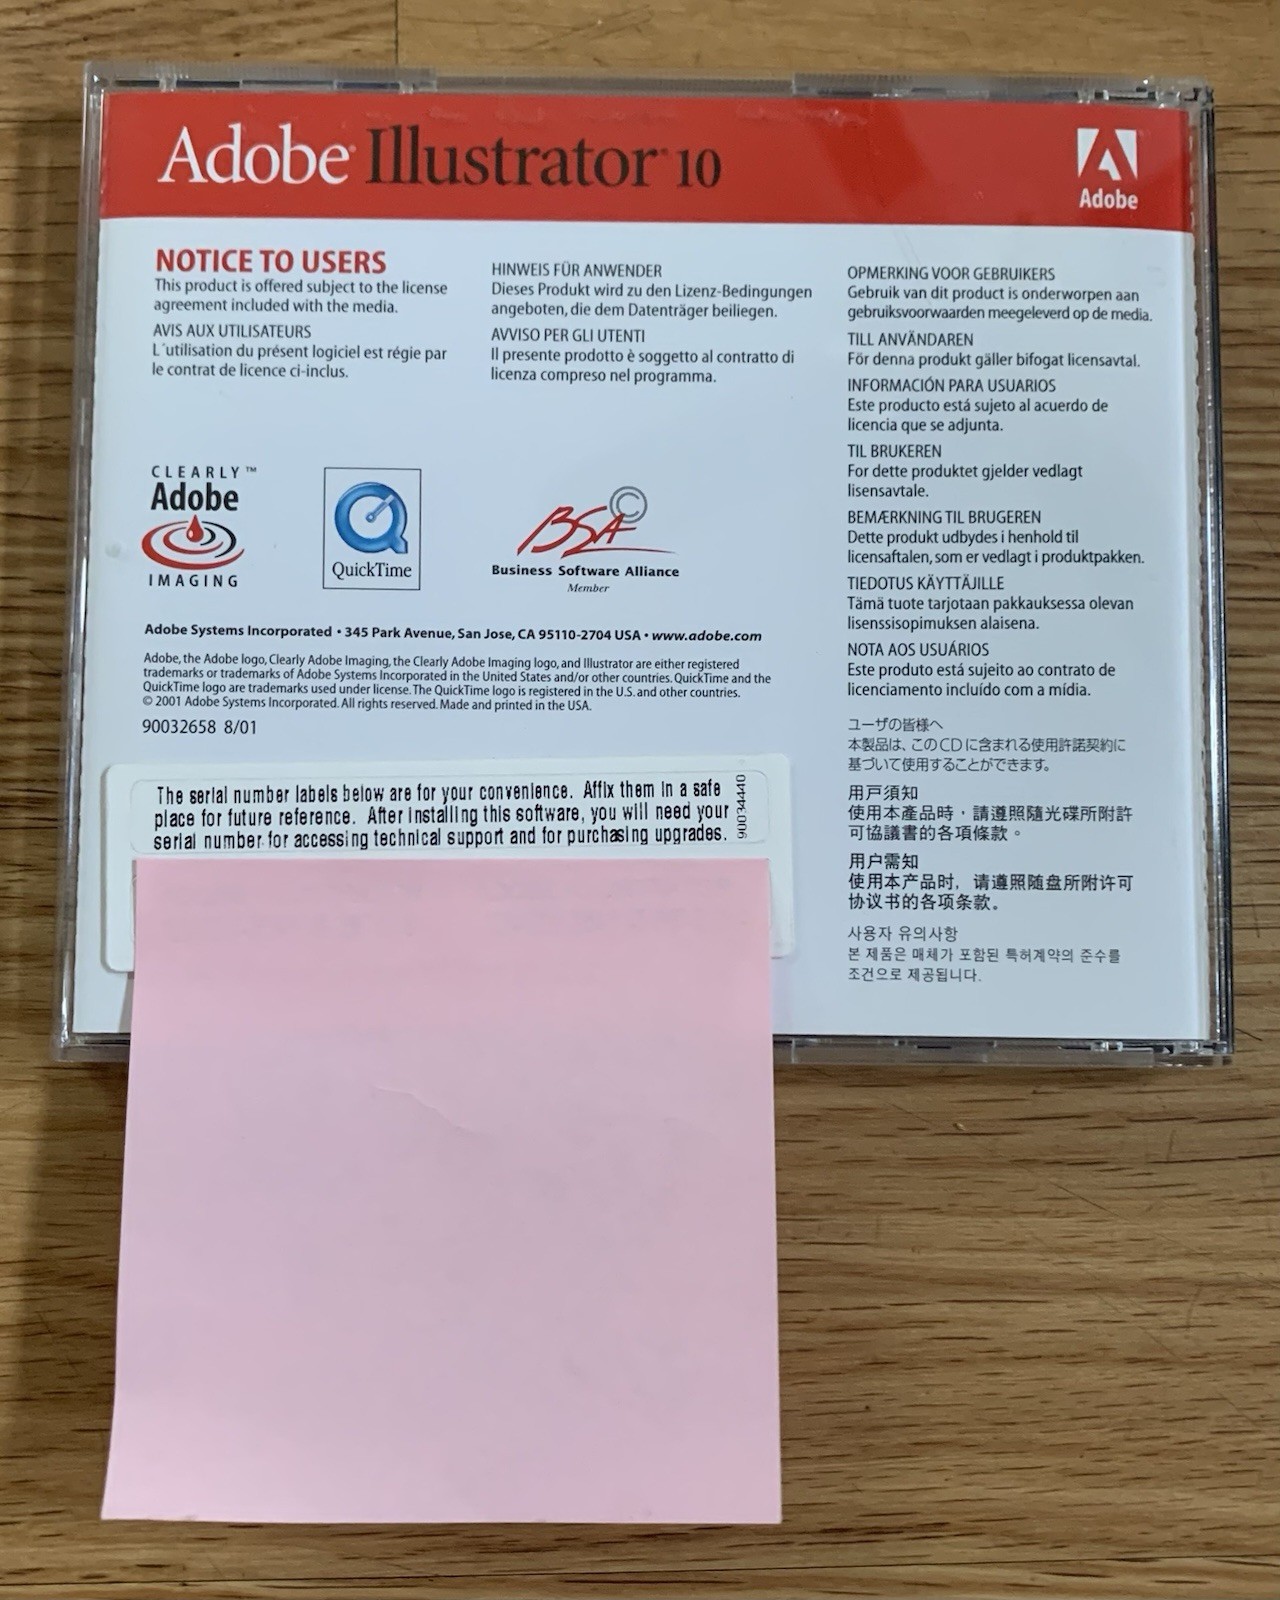 Adobe® Illustrator® 10
Adobe
NOTICE TO USERS
This product is offered subject to the license
agreement included with the media.
AVIS AUX UTILISATEURS
L´utilisation du présent logiciel est régie par
le contrat de licence ci-inclus.
HINWEIS FÜR ANWENDER
Dieses Produkt wird zu den Lizenz-Bedingungen
angeboten, die dem Datenträger beiliegen.
AVVISO PER GLI UTENTI
Il presente prodotto è soggetto al contratto di
licenza compreso nel programma.
CLEARLY™
Adobe
IMAGING
QuickTime
BSA ©
Business Software Alliance
Member
Adobe Systems Incorporated • 345 Park Avenue, San Jose, CA 95110-2704 USA • www.adobe.com
Adobe, the Adobe logo, Clearly Adobe Imaging, the Clearly Adobe Imaging logo, and Illustrator are either registered
trademarks or trademarks of Adobe Systems Incorporated in the United States and/or other countries. QuickTime and the
QuickTime logo are trademarks used under license. The QuickTime logo is registered in the U.S. and other countries.
© 2001 Adobe Systems Incorporated. All rights reserved. Made and printed in the USA.
90032658 8/01
The serial number labels below are for your convenience. Affix them in a safe
place for future reference. After installing this software, you will need your
serial number for accessing technical support and for purchasing upgrades.
90034440
OPMERKING VOOR GEBRUIKERS
Gebruik van dit product is onderworpen aan
gebruiksvoorwaarden meegeleverd op de media.
TILL ANVÄNDAREN
För denna produkt gäller bifogat licensavtal.
INFORMACIÓN PARA USUARIOS
Este producto está sujeto al acuerdo de
licencia que se adjunta.
TIL BRUKEREN
For dette produktet gjelder vedlagt
lisensavtale.
BEMÆRKNING TIL BRUGEREN
Dette produkt udbydes i henhold til
licensaftalen, som er vedlagt i produktpakken.
TIEDOTUS KÄYTTÄJILLE
Tämä tuote tarjotaan pakkauksessa olevan
lisenssisopimuksen alaisena.
NOTA AOS USUÁRIOS
Este produto está sujeito ao contrato de
licenciamento incluído com a mídia.
ユーザの皆様へ
本製品は、このCDに含まれる使用許諾契約に
基づいて使用することができます。
用戸須知
使用本產品時，請遵照隨光碟所附許
可協議書的各項條款。
用户需知
使用本产品时，请遵照随盘所附许可
协议书的各项条款。
사용자 유의사항
본 제품은 매체가 포함된 특허계약의 준수를
조건으로 제공됩니다.